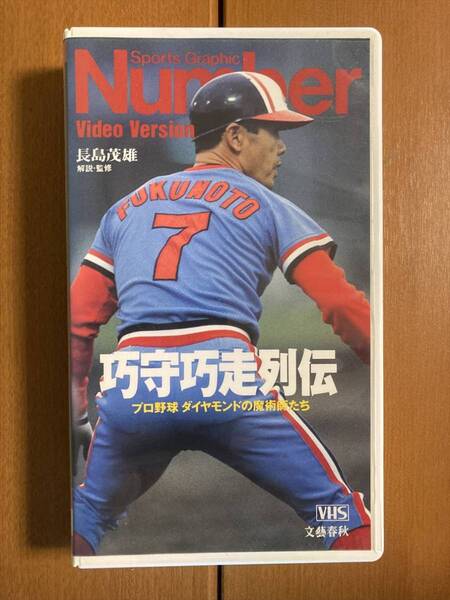 Sports Graphic
Number
Video Version
長島茂雄
解説・監修
FUKUMOTO
7
巧守巧走列伝
プロ野球 ダイヤモンドの魔術師たち
VHS
文藝春秋